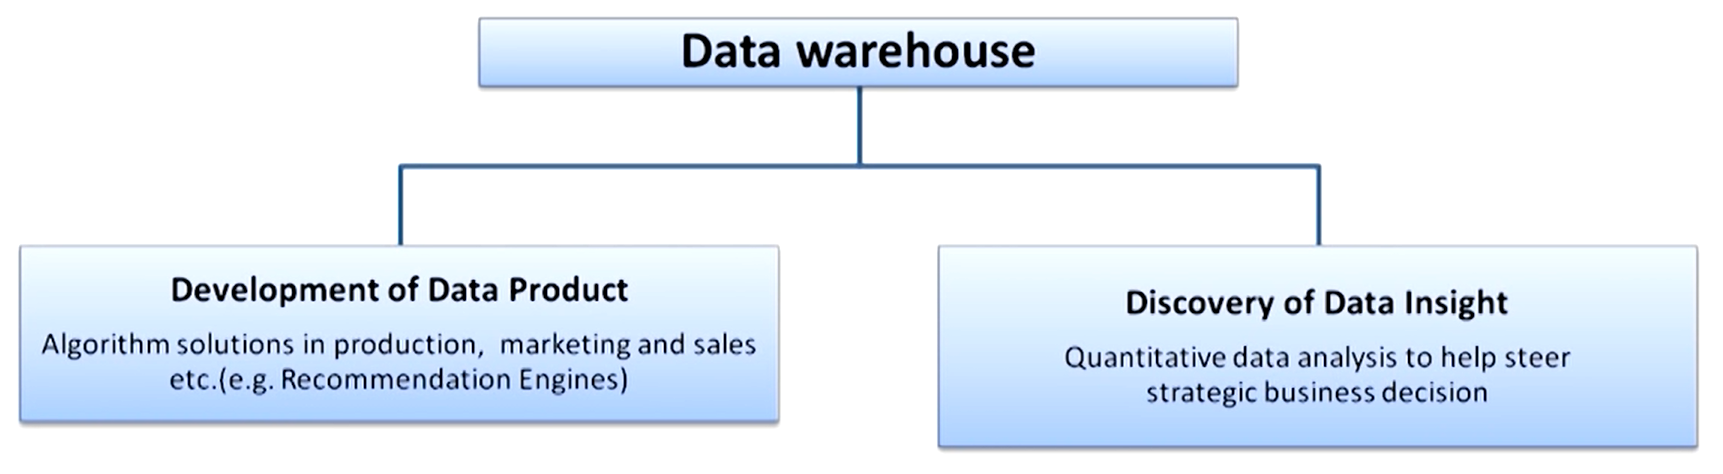 Data warehouse
Development of Data Product
Algorithm solutions in production, marketing and sales
etc.(e.g. Recommendation Engines)
Discovery of Data Insight
Quantitative data analysis to help steer
strategic business decision